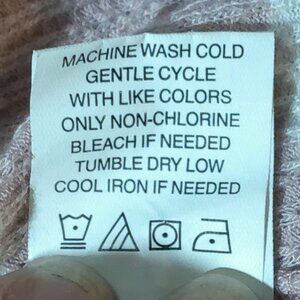 MACHINE WASH COLD
GENTLE CYCLE
WITH LIKE COLORS
ONLY NON-CHLORINE
BLEACH IF NEEDED
TUMBLE DRY LOW
COOL IRON IF NEEDED